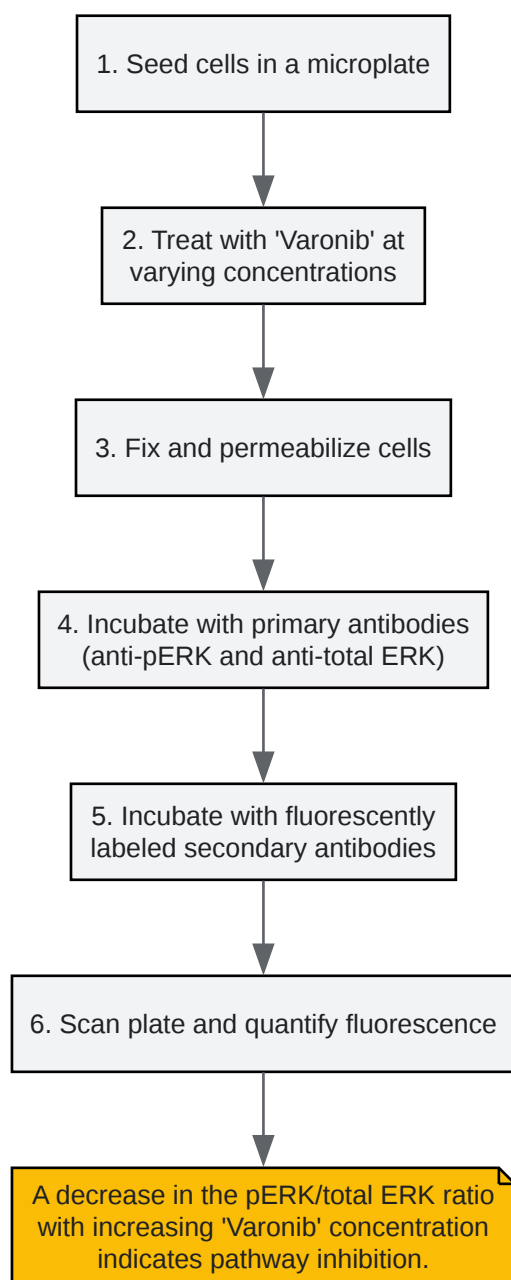 1. Seed cells in a microplate
2. Treat with 'Varonib' at
varying concentrations
3. Fix and permeabilize cells
4. Incubate with primary antibodies
(anti-pERK and anti-total ERK)
5. Incubate with fluorescently
labeled secondary antibodies
6. Scan plate and quantify fluorescence
A decrease in the pERK/total ERK ratio
with increasing 'Varonib' concentration
indicates pathway inhibition.